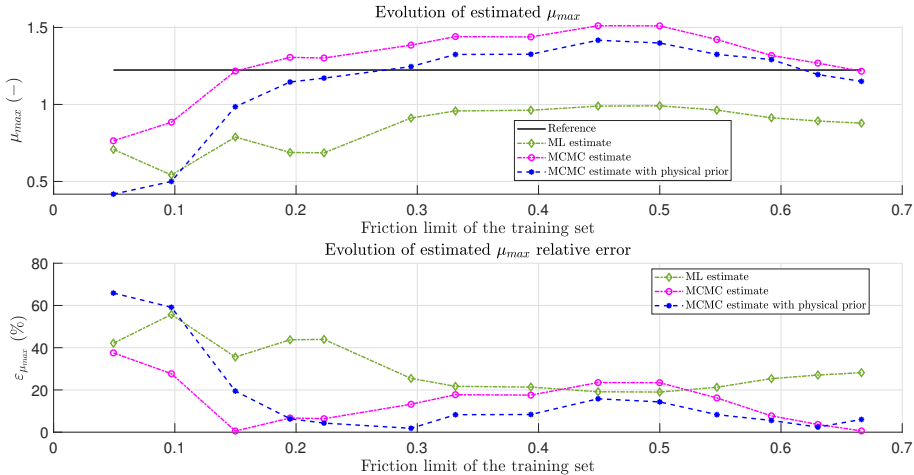 Evolution of estimated μmax
μmax (−)
1.5
1
0.5
Reference
ML estimate
MCMC estimate
MCMC estimate with physical prior
0 0.1 0.2 0.3 0.4 0.5 0.6 0.7
Friction limit of the training set
Evolution of estimated μmax relative error
εμmax (%)
80
60
40
20
0
ML estimate
MCMC estimate
MCMC estimate with physical prior
0 0.1 0.2 0.3 0.4 0.5 0.6 0.7
Friction limit of the training set